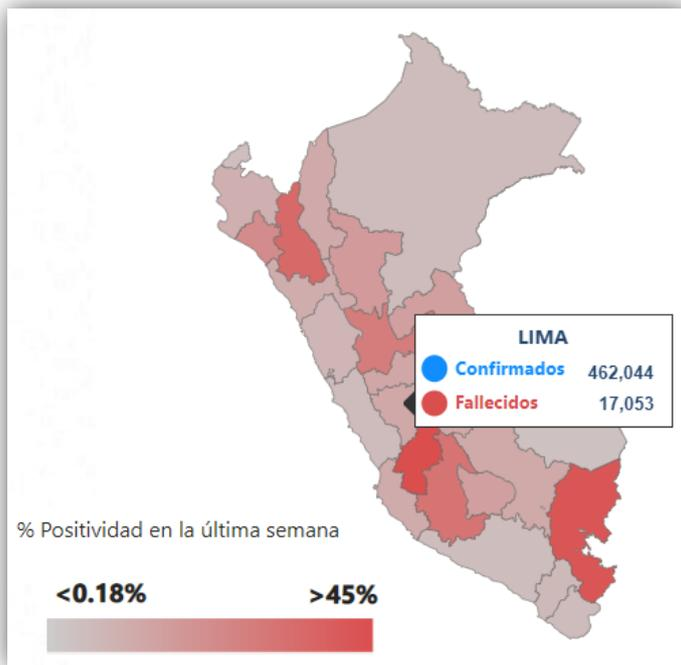 LIMA
Confirmados 462,044
Fallecidos 17,053
% Positividad en la última semana
<0.18% >45%